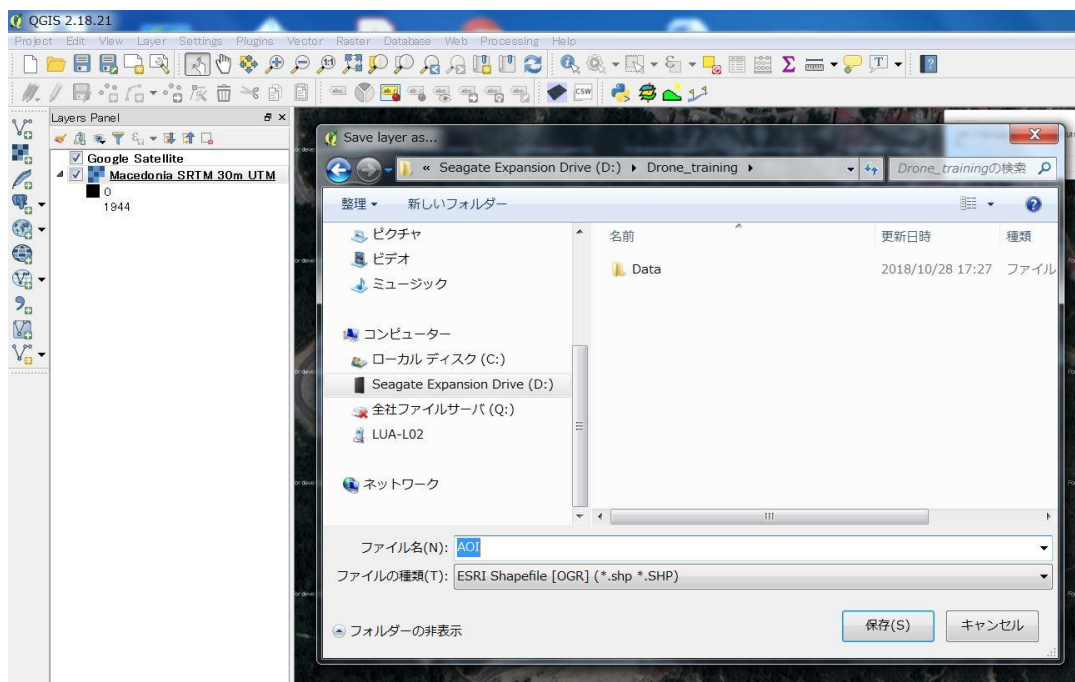 QGIS 2.18.21
Project Edit View Layer Settings Plugins Vector Raster Database Web Processing Help
CSW
Layers Panel
Google Satellite
Macedonia SRTM 30m UTM
0
1944
Save layer as...
« Seagate Expansion Drive (D:) Drone_training
Drone_trainingの検索
整理 新しいフォルダー
ピクチャ
ビデオ
ミュージック
コンピューター
ローカル ディスク (C:)
Seagate Expansion Drive (D:)
全社ファイルサーバ (Q:)
LUA-L02
ネットワーク
名前 更新日時 種類
Data 2018/10/28 17:27 ファイル
ファイル名(N): AOI
ファイルの種類(T): ESRI Shapefile [OGR] (*.shp *.SHP)
フォルダーの非表示
保存(S) キャンセル